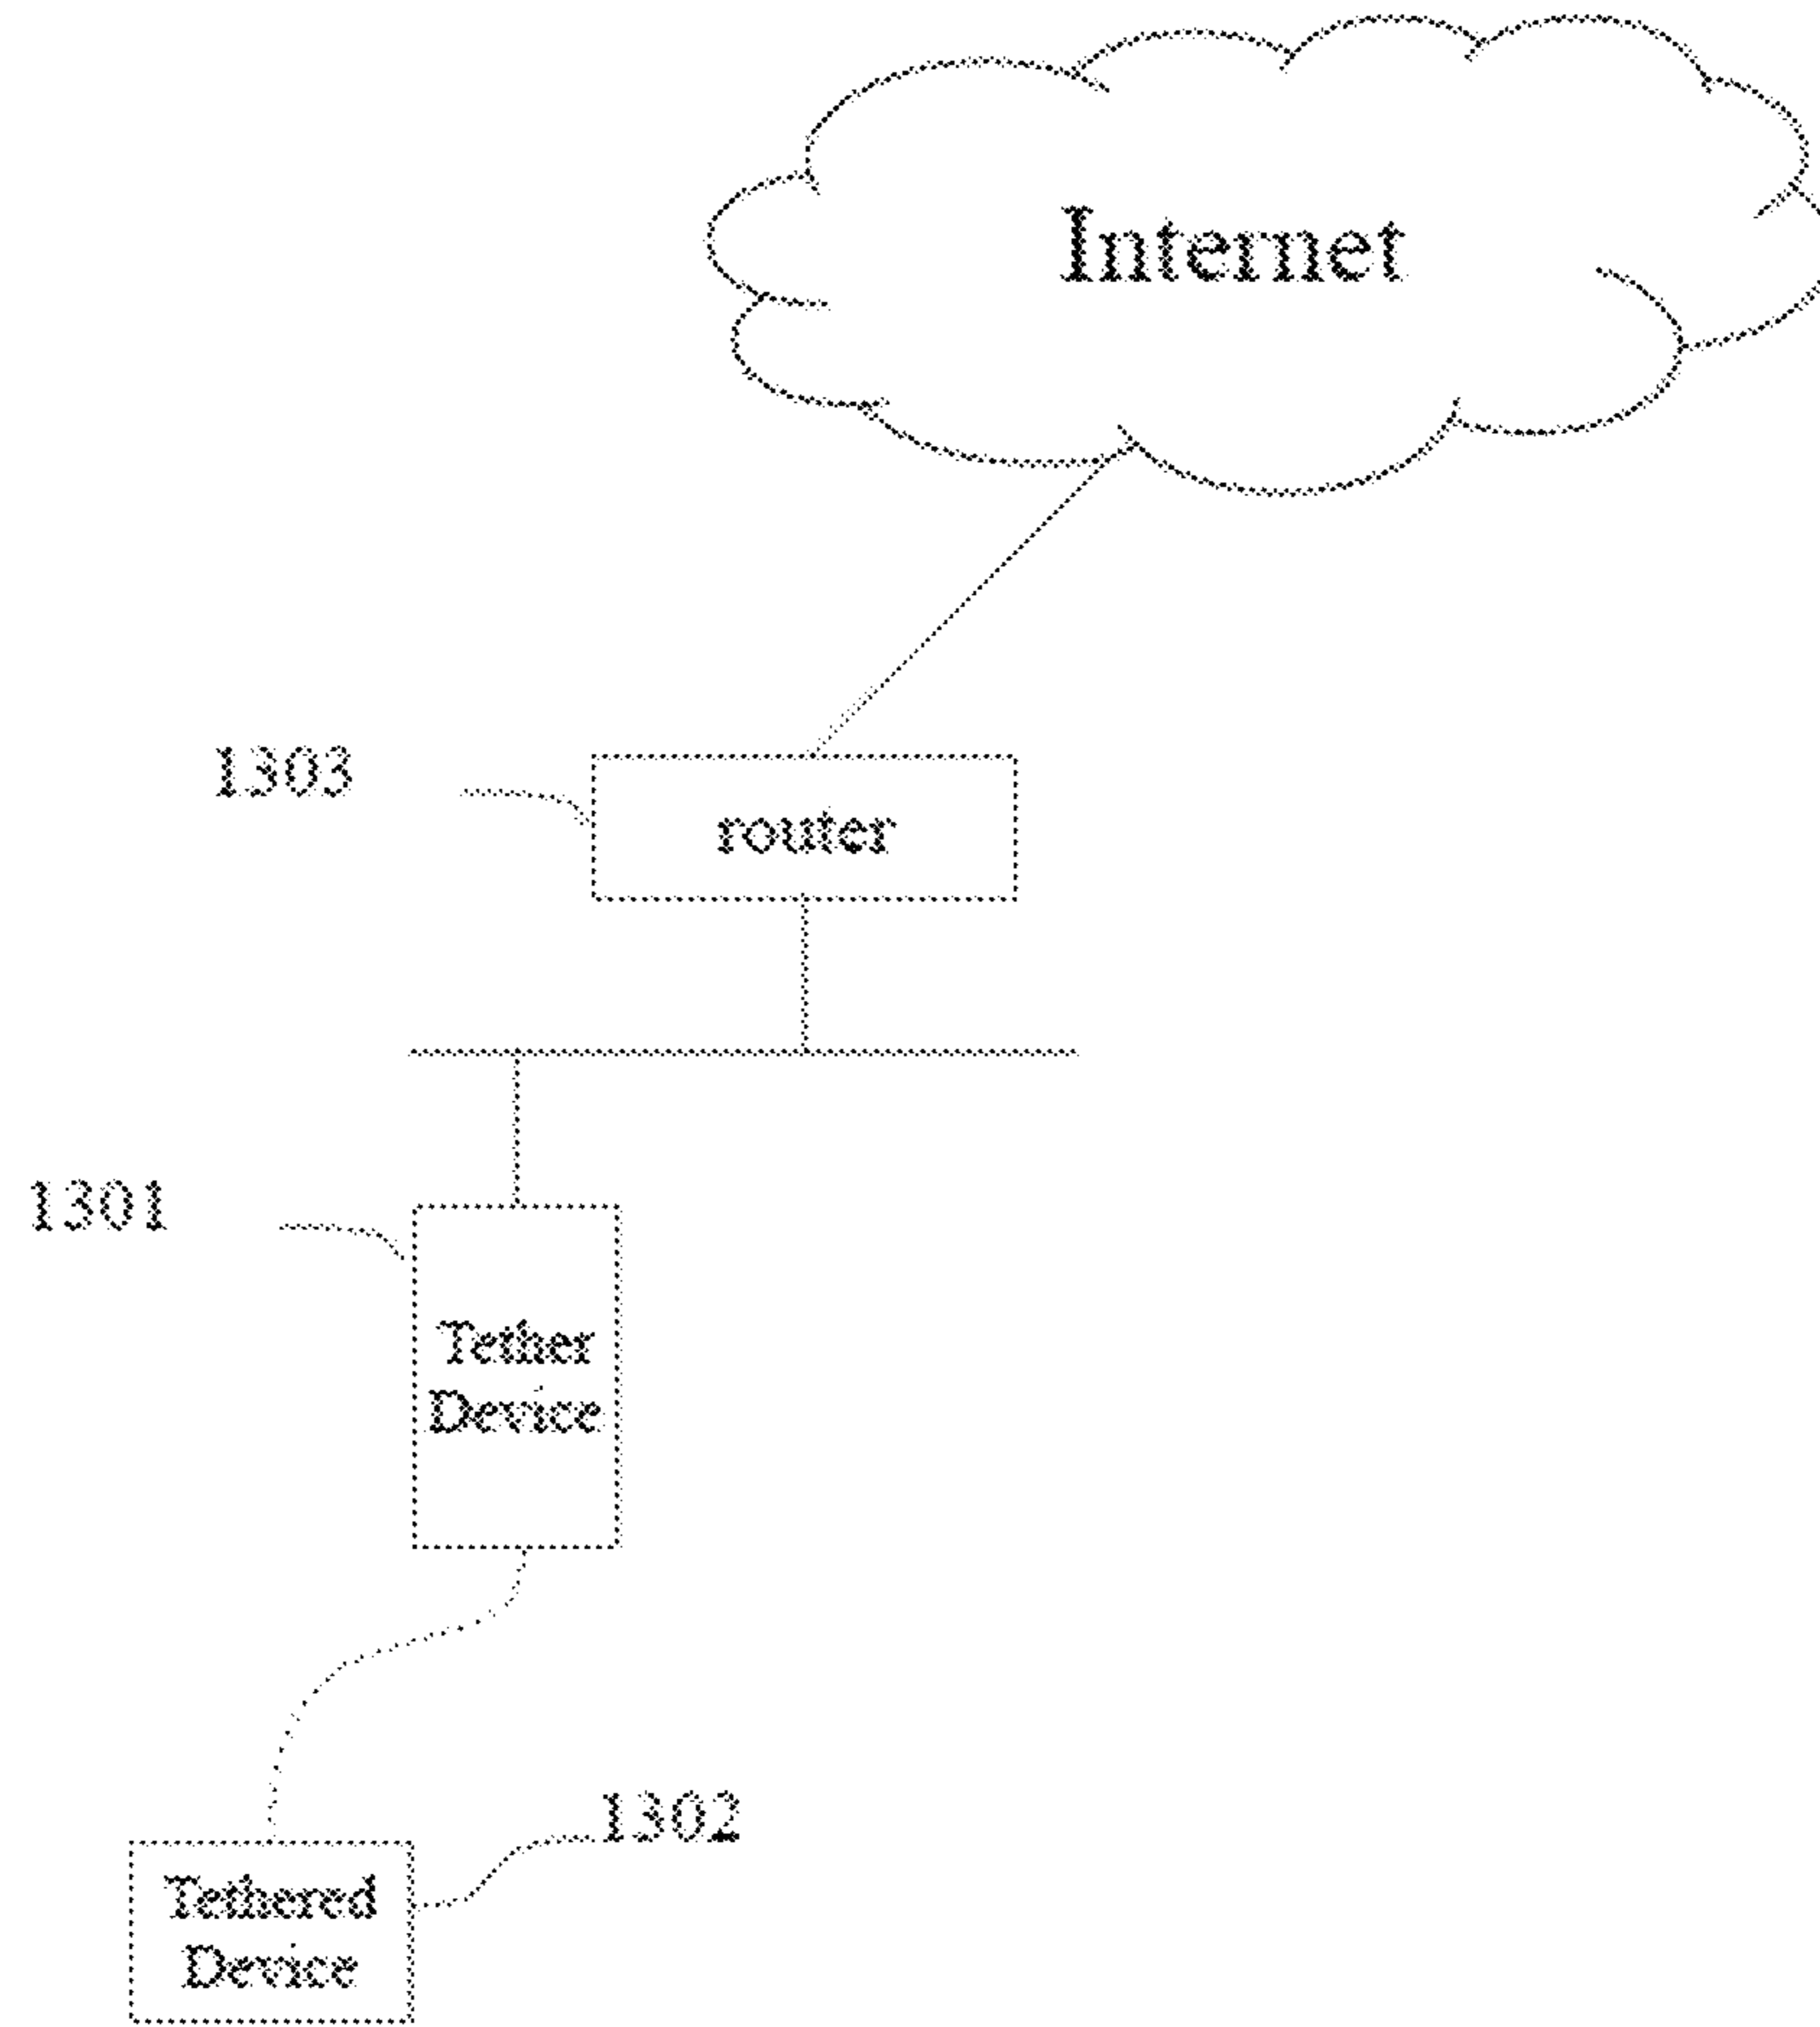 Internet
1303
router
1301
Tether
Device
1302
Tethered
Device